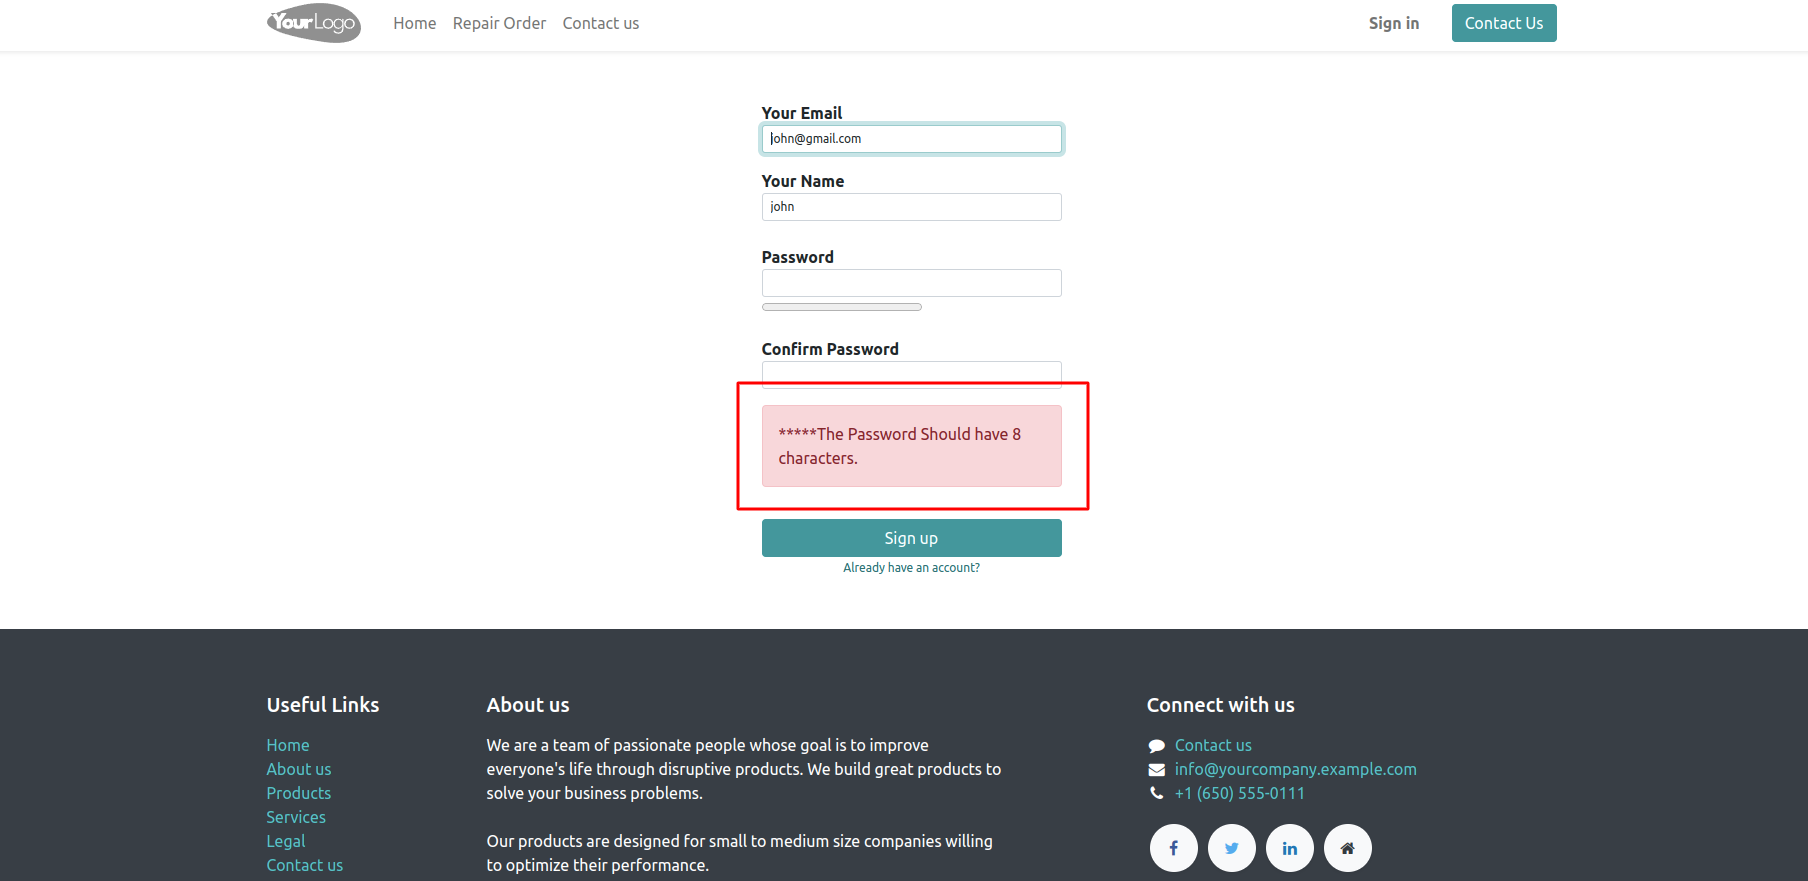 YourLogo
Home Repair Order Contact us Sign in Contact Us
Your Email
john@gmail.com
Your Name
john
Password
Confirm Password
*****The Password Should have 8
characters.
Sign up
Already have an account?
Useful Links
Home
About us
Products
Services
Legal
Contact us
About us
We are a team of passionate people whose goal is to improve
everyone's life through disruptive products. We build great products to
solve your business problems.
Our products are designed for small to medium size companies willing
to optimize their performance.
Connect with us
Contact us
info@yourcompany.example.com
+1 (650) 555-0111